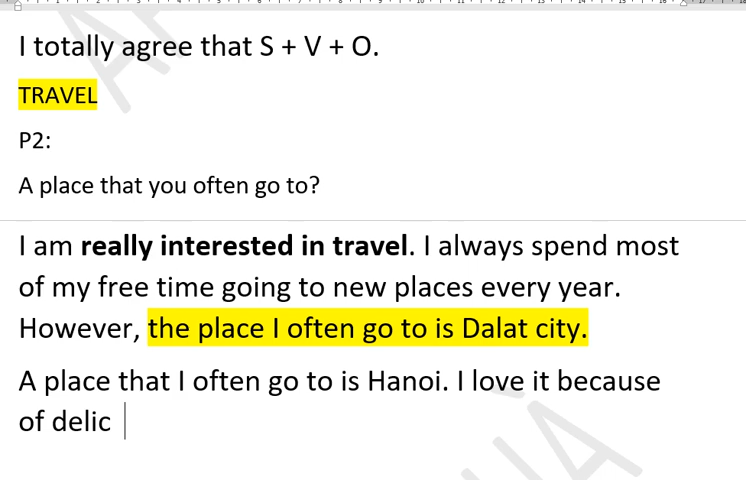 I totally agree that S + V + O.
TRAVEL
P2:
A place that you often go to?
I am really interested in travel. I always spend most
of my free time going to new places every year.
However, the place I often go to is Dalat city.
A place that I often go to is Hanoi. I love it because
of delic